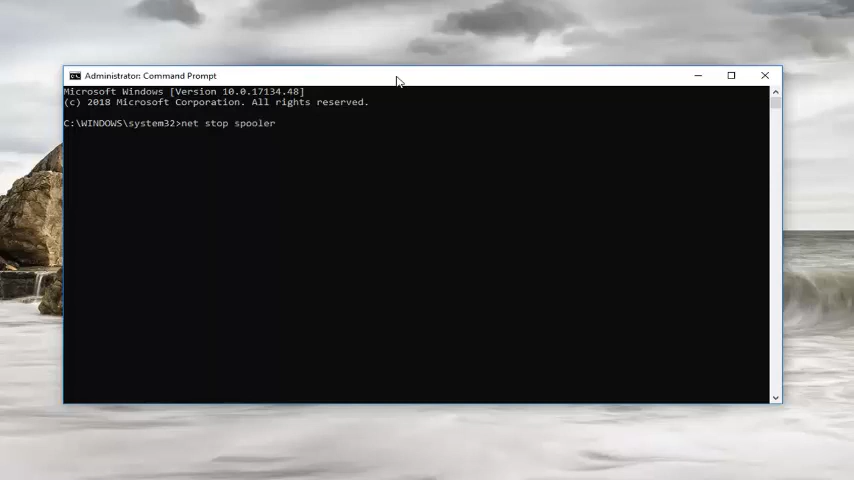 Administrator: Command Prompt
Microsoft Windows [Version 10.0.17134.48]
(c) 2018 Microsoft Corporation. All rights reserved.
C:\WINDOWS\system32>net stop spooler